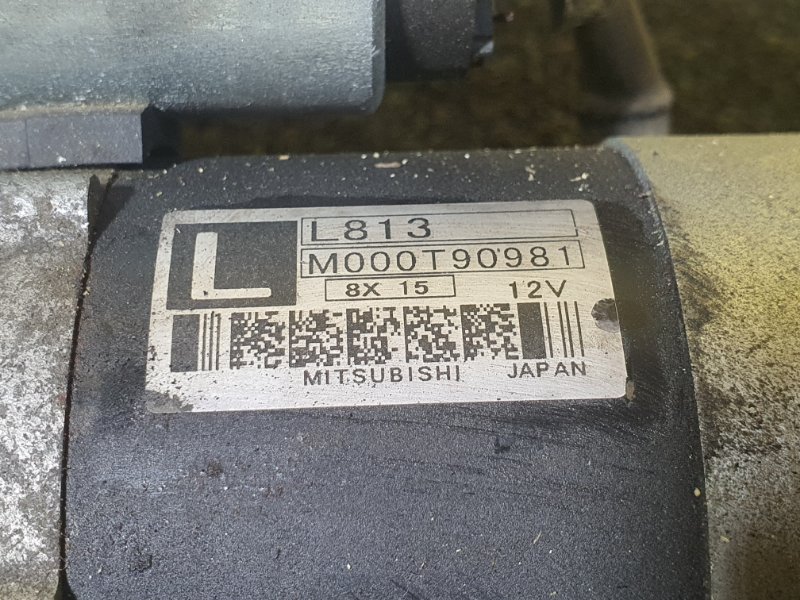 L
L813
M000T90981
8X 15 12V
MITSUBISHI JAPAN